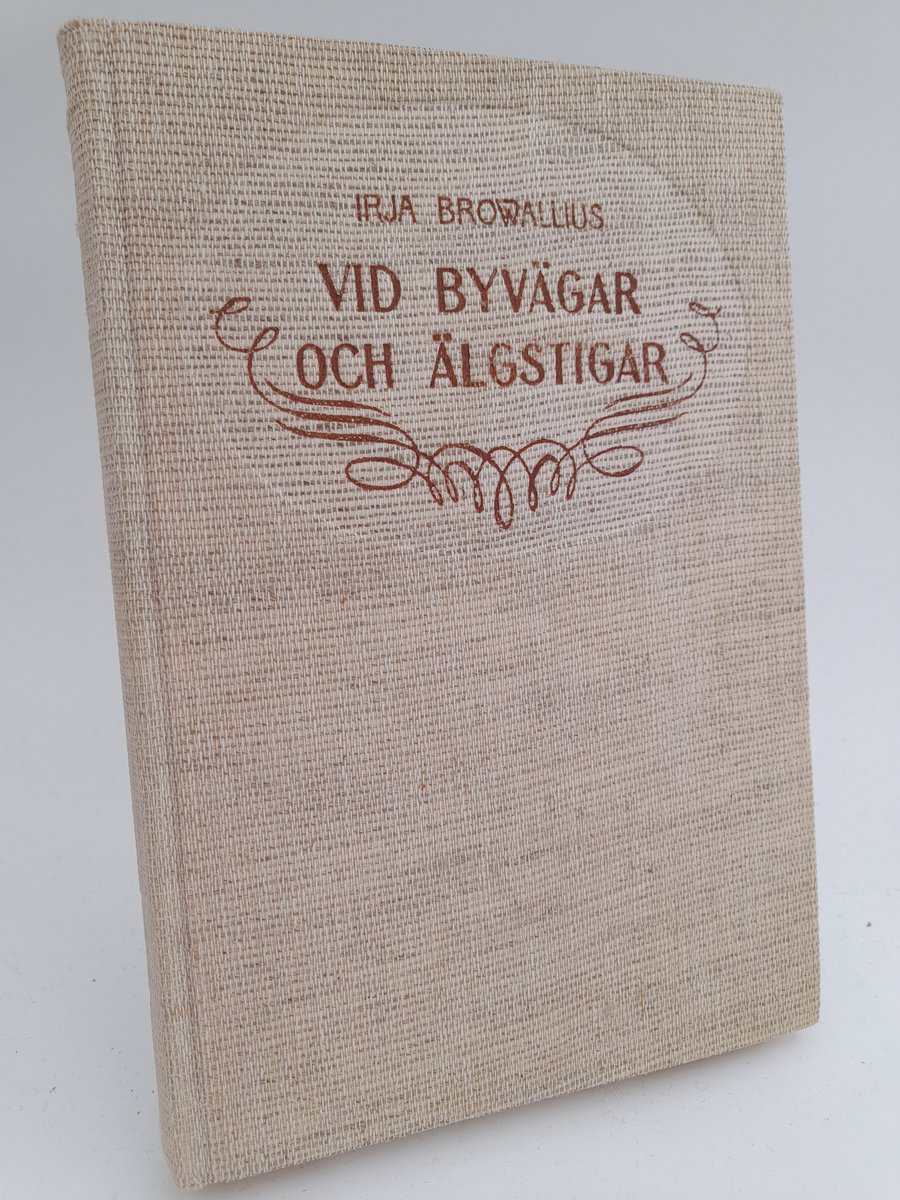 IRJA BROWALLIUS
VID BYVÄGAR
OCH ÄLGSTIGAR